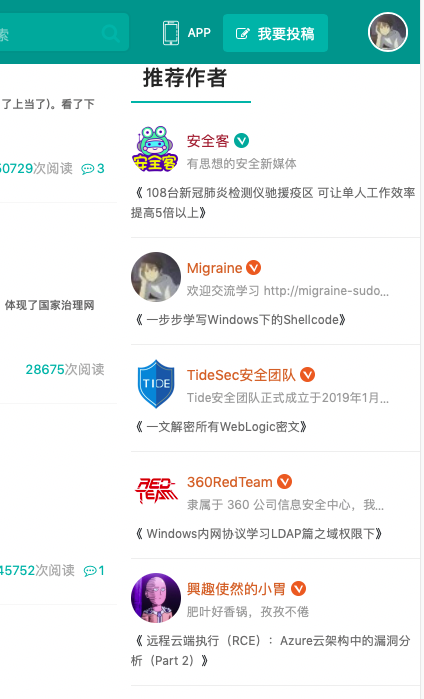 索
APP
我要投稿
推荐作者
了上当了)。看了下
50729次阅读 3
体现了国家治理网
28675次阅读
45752次阅读 1
安全客
安全客
有思想的安全新媒体
《 108台新冠肺炎检测仪驰援疫区 可让单人工作效率
提高5倍以上》
Migraine
欢迎交流学习 http://migraine-sudo...
《 一步步学写Windows下的Shellcode》
TIDE
TideSec安全团队
Tide安全团队正式成立于2019年1月...
《 一文解密所有WebLogic密文》
RED-
TEAM
360RedTeam
隶属于 360 公司信息安全中心，我...
《 Windows内网协议学习LDAP篇之域权限下》
興趣使然的小胃
肥叶好香锅，孜孜不倦
《 远程云端执行（RCE）：Azure云架构中的漏洞分
析（Part 2）》